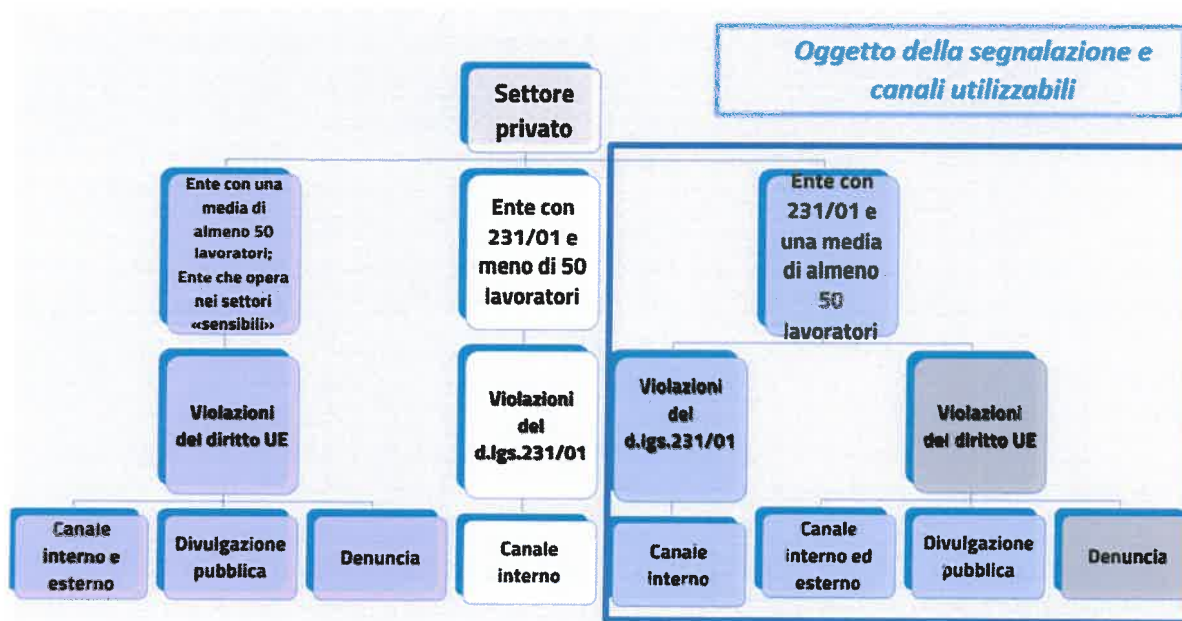 Oggetto della segnalazione e
canali utilizzabili
Settore
privato
Ente con una
media di
almeno 50
lavoratori;
Ente che opera
nei settori
«sensibili»
Ente con
231/01 e
meno di 50
lavoratori
Ente con
231/01 e
una media
di almeno
50
lavoratori
Violazioni
del diritto UE
Violazioni
del
d.lgs.231/01
Violazioni
del
d.lgs.231/01
Violazioni
del diritto UE
Canale
interno e
esterno
Divulgazione
pubblica
Denuncia
Canale
interno
Canale
interno
Canale
interno ed
esterno
Divulgazione
pubblica
Denuncia